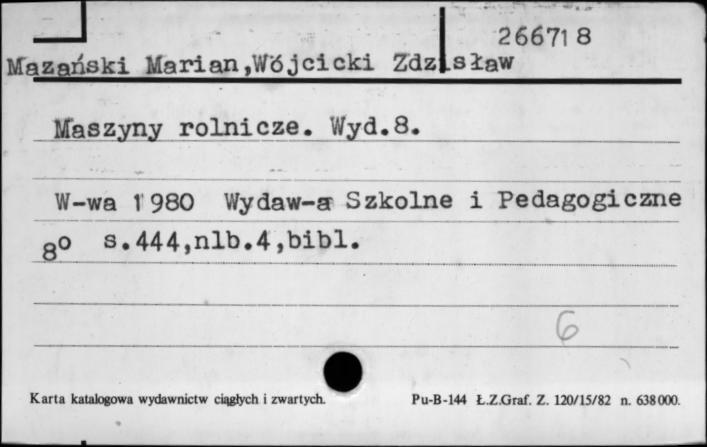 266718
Mazański Marian,Wójcicki Zdzisław
Maszyny rolnicze. Wyd.8.
W-wa 1980 Wydaw-a Szkolne i Pedagogiczne
8o s.444,nlb.4,bibl.
6
Karta katalogowa wydawnictw ciągłych i zwartych. Pu-B-144 Ł.Z.Graf. Z. 120/15/82 n. 638000.